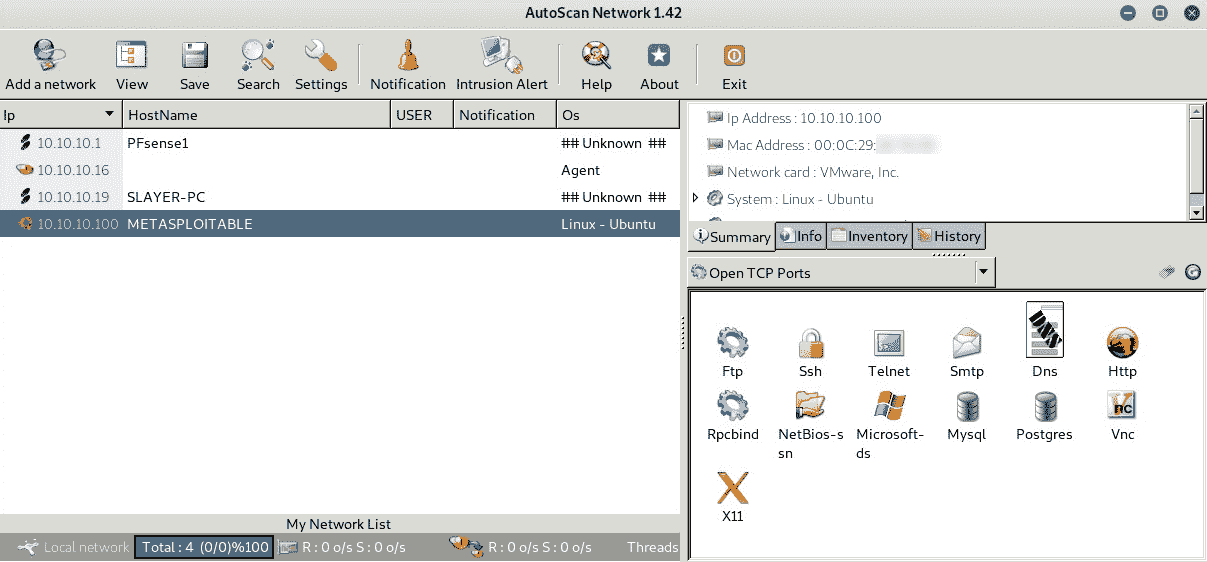 AutoScan Network 1.42
Add a network View Save Search Settings Notification Intrusion Alert Help About Exit
Ip HostName USER Notification Os
10.10.10.1 PFsense1 ## Unknown ##
10.10.10.16 Agent
10.10.10.19 SLAYER-PC ## Unknown ##
10.10.10.100 METASPLOITABLE Linux - Ubuntu
My Network List
Local network Total : 4 (0/0)%100 R : 0 o/s S : 0 o/s R : 0 o/s S : 0 o/s Threads
Ip Address : 10.10.10.100
Mac Address : 00:0C:29:
Network card : VMware, Inc.
System : Linux - Ubuntu
Summary Info Inventory History
Open TCP Ports
Ftp Ssh Telnet Smtp Dns Http
Rpcbind NetBios-s Microsoft- Mysql Postgres Vnc
sn ds
X11